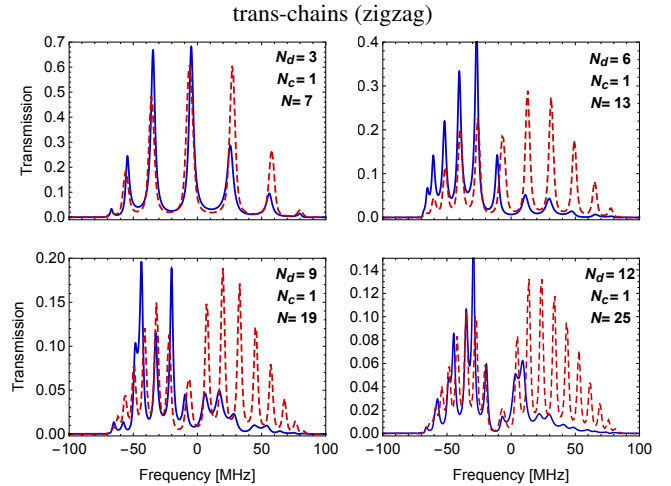 trans-chains (zigzag)
Transmission
0.7
0.6
0.5
0.4
0.3
0.2
0.1
0.0
N_d = 3
N_c = 1
N = 7
0.4
0.3
0.2
0.1
0.0
N_d = 6
N_c = 1
N = 13
Transmission
0.20
0.15
0.10
0.05
0.00
N_d = 9
N_c = 1
N = 19
−100 −50 0 50 100
Frequency [MHz]
0.14
0.12
0.10
0.08
0.06
0.04
0.02
0.00
N_d = 12
N_c = 1
N = 25
−100 −50 0 50 100
Frequency [MHz]